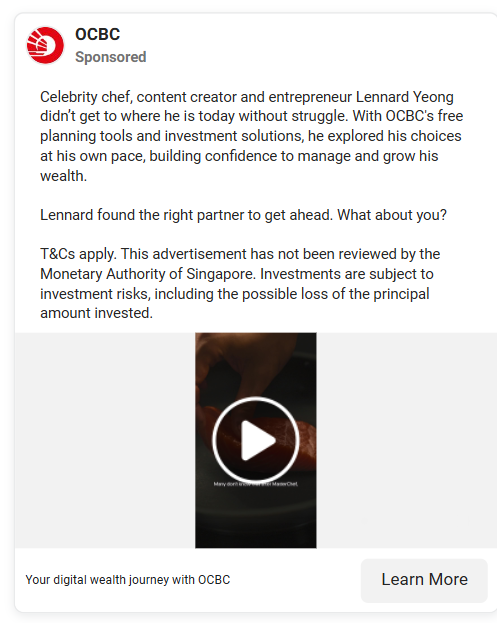 OCBC
Sponsored
Celebrity chef, content creator and entrepreneur Lennard Yeong
didn’t get to where he is today without struggle. With OCBC's free
planning tools and investment solutions, he explored his choices
at his own pace, building confidence to manage and grow his
wealth.
Lennard found the right partner to get ahead. What about you?
T&Cs apply. This advertisement has not been reviewed by the
Monetary Authority of Singapore. Investments are subject to
investment risks, including the possible loss of the principal
amount invested.
Many don't MasterChef,
Your digital wealth journey with OCBC
Learn More